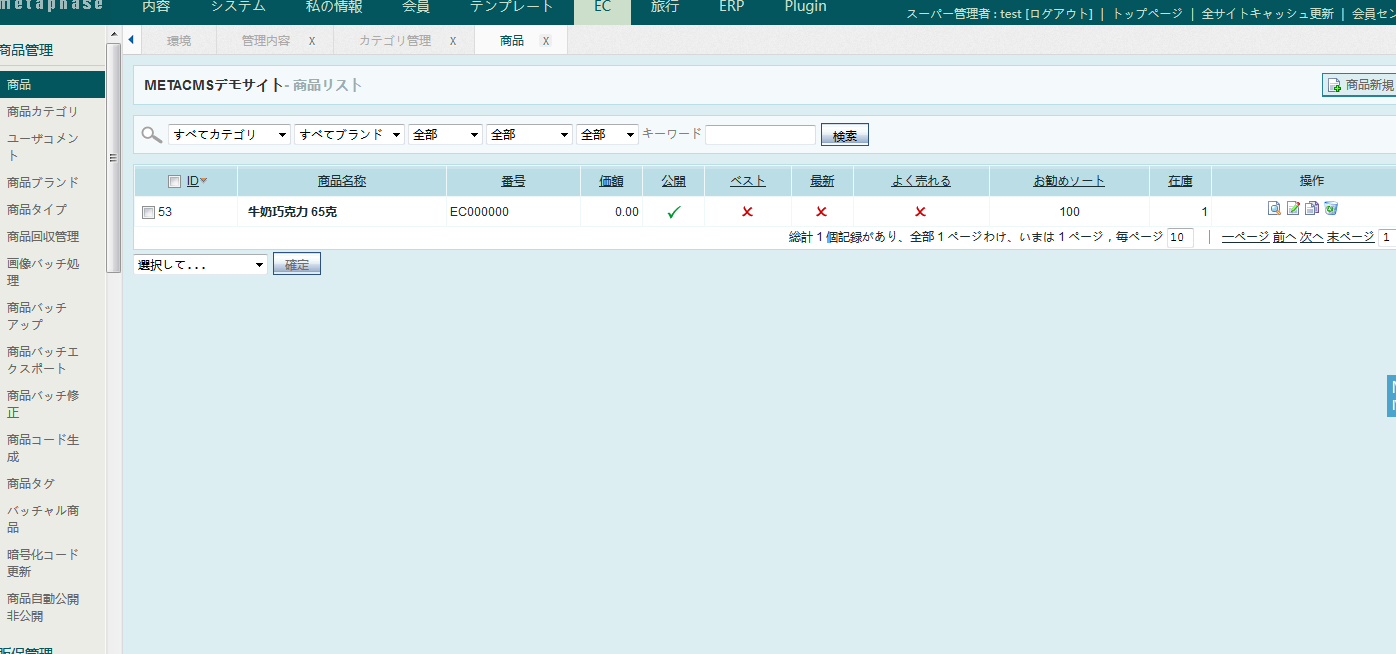 metaphase
内容 システム 私の情報 会員 テンプレート EC 旅行 ERP Plugin
スーパー管理者 : test [ログアウト] | トップページ | 全サイトキャッシュ更新 | 会員セン
環境 管理内容 X カテゴリ管理 X 商品 X
商品管理
商品
商品カテゴリ
ユーザコメン
ト
商品ブランド
商品タイプ
商品回収管理
画像バッチ処
理
商品バッチ
アップ
商品バッチエ
クスポート
商品バッチ修
正
商品コード生
成
商品タグ
バッチャル商
品
暗号化コード
更新
商品自動公開
非公開
METACMSデモサイト- 商品リスト
商品新規
すべてカテゴリ すべてブランド 全部 全部 全部 キーワード 検索
ID 商品名称 番号 価額 公開 ベスト 最新 よく売れる お勧めソート 在庫 操作
53 牛奶巧克力 65克 EC000000 0.00 100 1
総計 1 個記録があり、全部 1 ページわけ、いまは 1 ページ , 毎ページ 10 | 一ページ 前へ 次へ 末ページ 1
選択して... 確定